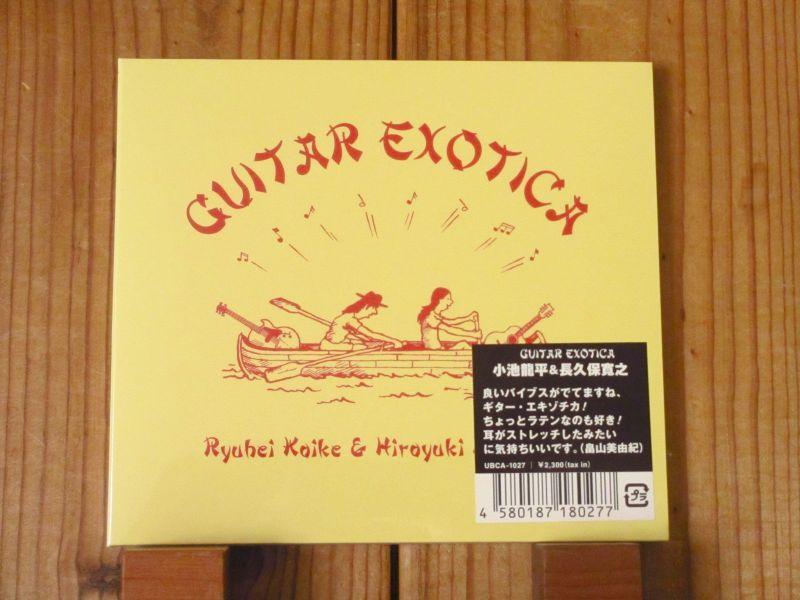 GUITAR EXOTICA
Ryuhei Koike & Hiroyuki
GUITAR EXOTICA
小池龍平&長久保寛之
良いバイブスがでてますね、
ギター・エキゾチカ!
ちょっとラテンなのも好き!
耳がストレッチしたみたい
に気持ちいいです。(畠山美由紀)
UBCA-1027 | ¥2,300(tax in)
4 580187 180277
プラ